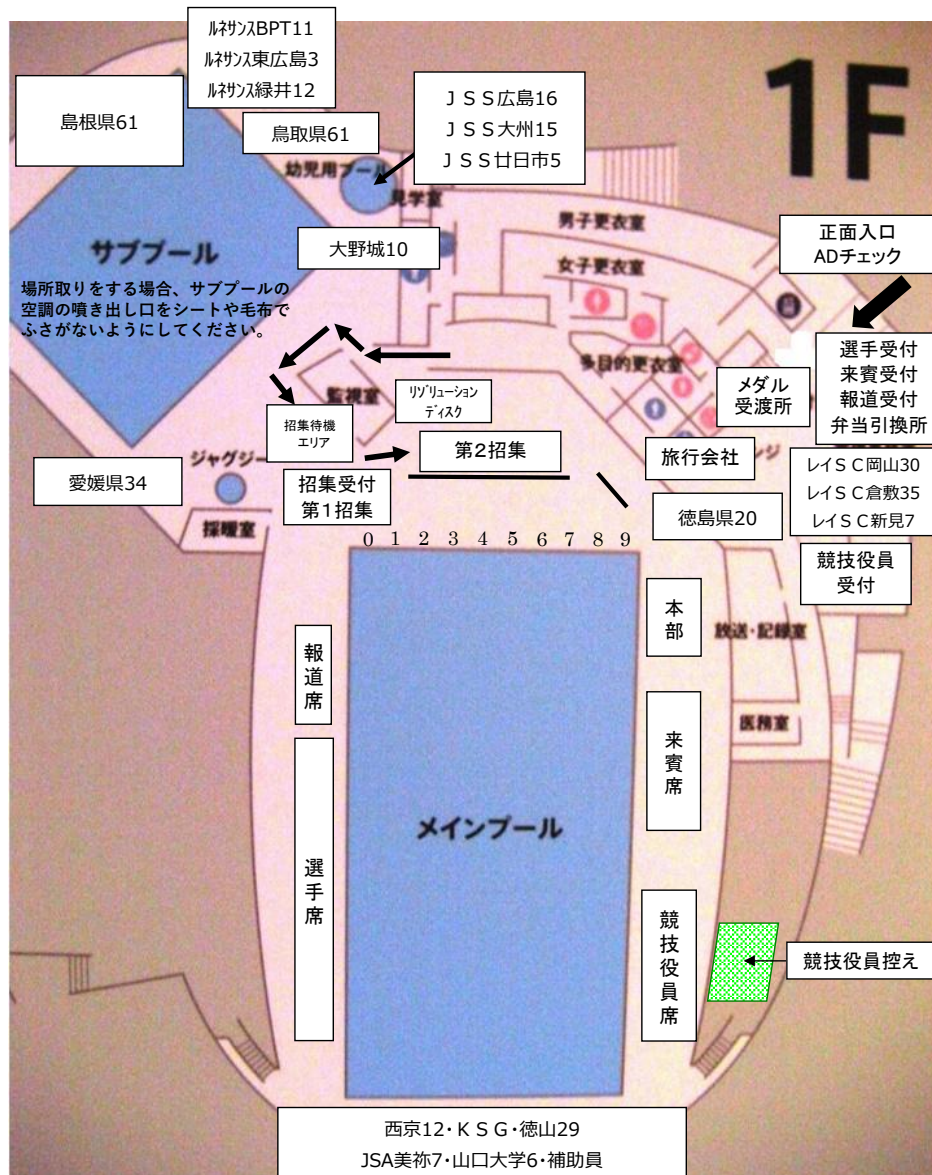 ﾙﾈｻﾝｽBPT11
ﾙﾈｻﾝｽ東広島3
ﾙﾈｻﾝｽ緑井12
1F
島根県61
鳥取県61
ＪＳＳ広島16
ＪＳＳ大州15
ＪＳＳ廿日市5
幼児用プール
見学室
男子更衣室
女子更衣室
正面入口
ADチェック
サブプール
大野城10
場所取りをする場合、サブプールの
空調の噴き出し口をシートや毛布で
ふさがないようにしてください。
選手受付
来賓受付
報道受付
弁当引換所
多目的更衣室
メダル
受渡所
監視室
ﾘｿﾞﾘｭｰｼｮﾝ
ﾃﾞｨｽｸ
招集待機
エリア
第２招集
旅行会社
ジャグジー
愛媛県34
招集受付
第１招集
レイＳＣ岡山30
レイＳＣ倉敷35
レイＳＣ新見7
徳島県20
採暖室
0 1 2 3 4 5 6 7 8 9
競技役員
受付
本部
放送・記録室
報道席
医務室
来賓席
メインプール
選手席
競技役員席
競技役員控え
西京12・ＫＳＧ・徳山29
JSA美祢7・山口大学6・補助員